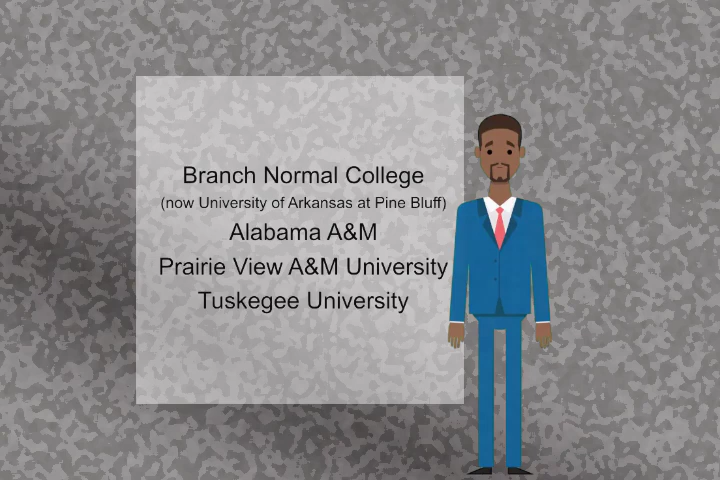 Branch Normal College
(now University of Arkansas at Pine Bluff)
Alabama A&M
Prairie View A&M University
Tuskegee University